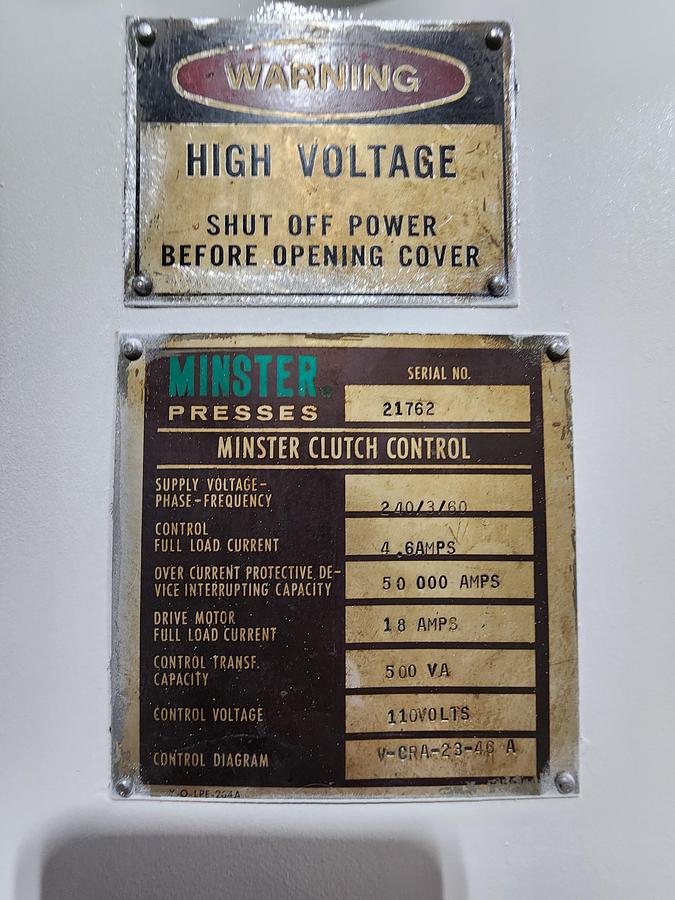 WARNING
HIGH VOLTAGE
SHUT OFF POWER
BEFORE OPENING COVER
MINSTER
PRESSES
SERIAL NO.
21762
MINSTER CLUTCH CONTROL
SUPPLY VOLTAGE-
PHASE-FREQUENCY
240/3/60
CONTROL
FULL LOAD CURRENT
4.6AMPS
OVER CURRENT PROTECTIVE DE-
VICE INTERRUPTING CAPACITY
50 000 AMPS
DRIVE MOTOR
FULL LOAD CURRENT
18 AMPS
CONTROL TRANSF.
CAPACITY
500 VA
CONTROL VOLTAGE
110VOLTS
CONTROL DIAGRAM
V-CRA-23-46 A